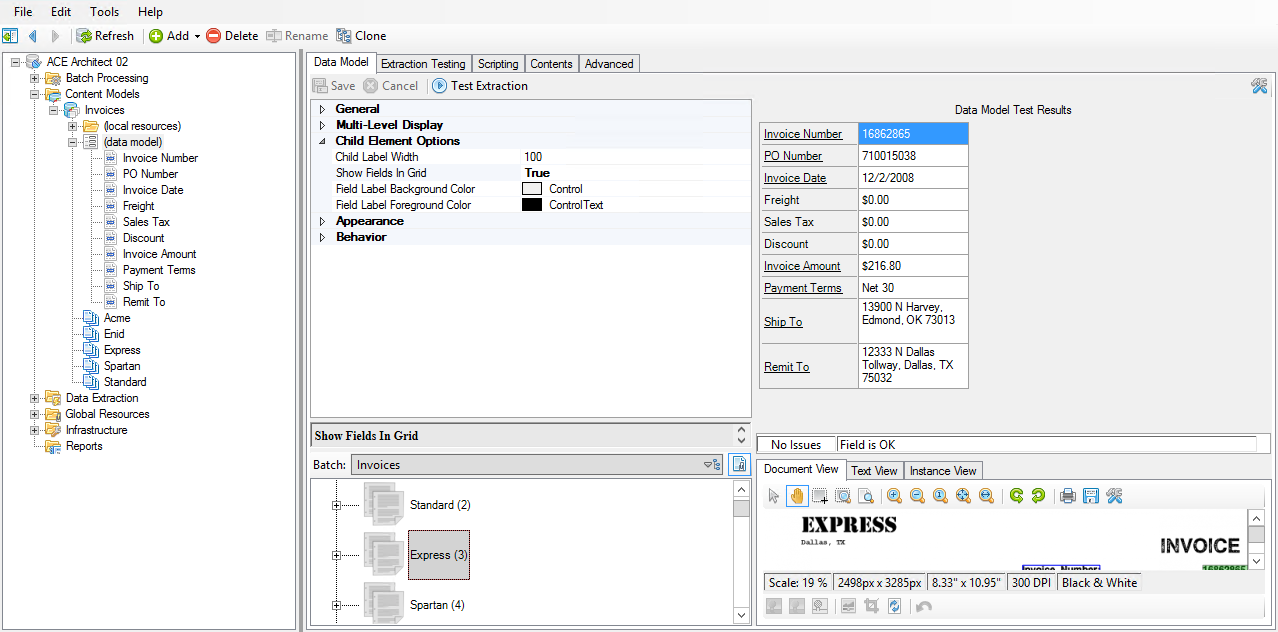 File Edit Tools Help
Refresh Add Delete Rename Clone
ACE Architect 02
Batch Processing
Content Models
Invoices
(local resources)
(data model)
Invoice Number
PO Number
Invoice Date
Freight
Sales Tax
Discount
Invoice Amount
Payment Terms
Ship To
Remit To
Acme
Enid
Express
Spartan
Standard
Data Extraction
Global Resources
Infrastructure
Reports
Data Model Extraction Testing Scripting Contents Advanced
Save Cancel Test Extraction
General
Multi-Level Display
Child Element Options
Child Label Width 100
Show Fields In Grid True
Field Label Background Color Control
Field Label Foreground Color ControlText
Appearance
Behavior
Show Fields In Grid
Batch: Invoices
Standard (2)
Express (3)
Spartan (4)
Data Model Test Results
Invoice Number 16862865
PO Number 710015038
Invoice Date 12/2/2008
Freight $0.00
Sales Tax $0.00
Discount $0.00
Invoice Amount $216.80
Payment Terms Net 30
Ship To 13900 N Harvey,
Edmond, OK 73013
Remit To 12333 N Dallas
Tollway, Dallas, TX
75032
No Issues Field is OK
Document View Text View Instance View
EXPRESS
Dallas, TX
INVOICE
Invoice Number
16862865
Scale: 19 % 2498px x 3285px 8.33" x 10.95" 300 DPI Black & White